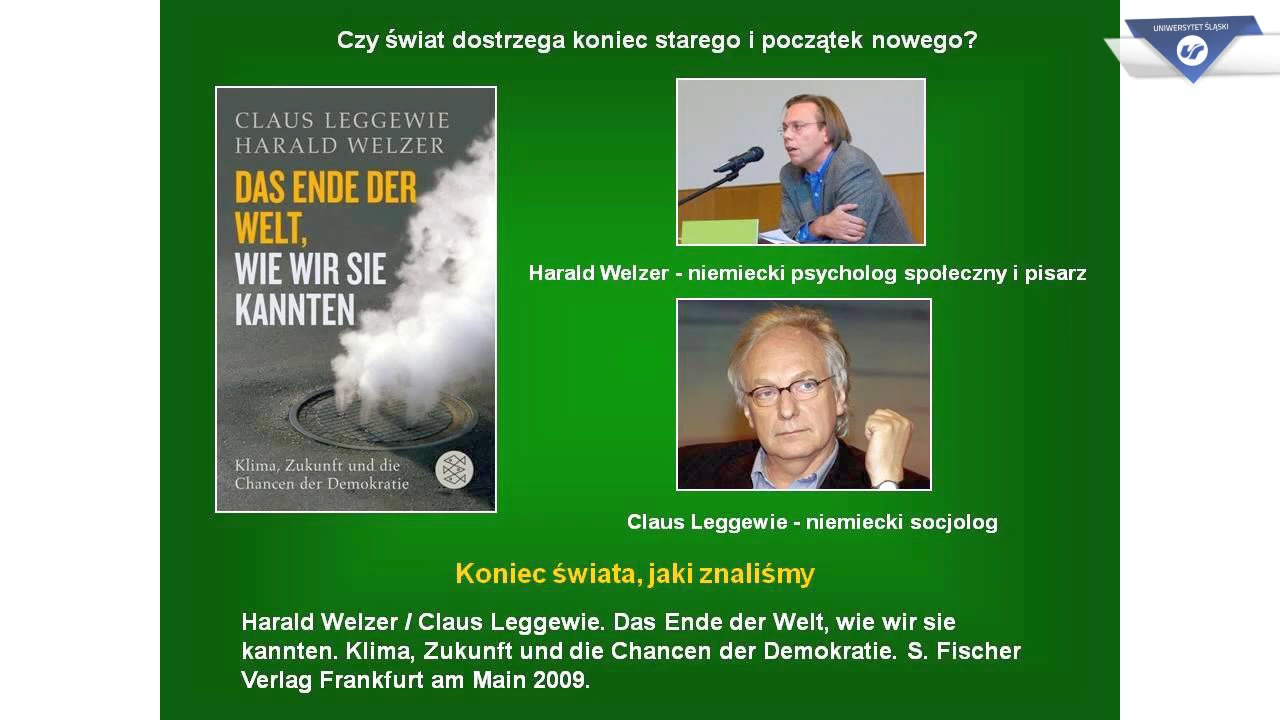 Czy świat dostrzega koniec starego i początek nowego?
UNIWERSYTET ŚLĄSKI
CLAUS LEGGEWIE
HARALD WELZER
DAS ENDE DER
WELT,
WIE WIR SIE
KANNTEN
Klima, Zukunft und die
Chancen der Demokratie
Harald Welzer - niemiecki psycholog społeczny i pisarz
Claus Leggewie - niemiecki socjolog
Koniec świata, jaki znaliśmy
Harald Welzer / Claus Leggewie. Das Ende der Welt, wie wir sie
kannten. Klima, Zukunft und die Chancen der Demokratie. S. Fischer
Verlag Frankfurt am Main 2009.